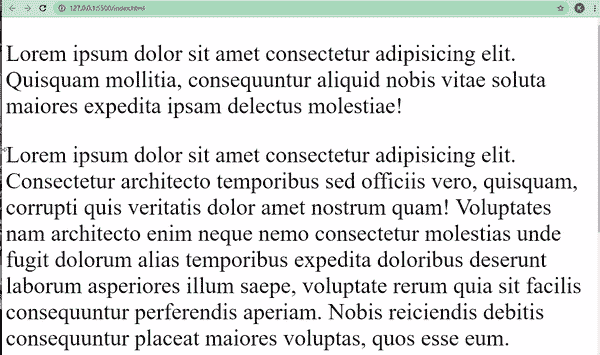 127.0.0.1:5500/index.html
K
Lorem ipsum dolor sit amet consectetur adipisicing elit.
Quisquam mollitia, consequuntur aliquid nobis vitae soluta
maiores expedita ipsam delectus molestiae!
Lorem ipsum dolor sit amet consectetur adipisicing elit.
Consectetur architecto temporibus sed officiis vero, quisquam,
corrupti quis veritatis dolor amet nostrum quam! Voluptates
nam architecto enim neque nemo consectetur molestias unde
fugit dolorum alias temporibus expedita doloribus deserunt
laborum asperiores illum saepe, voluptate rerum quia sit facilis
consequuntur perferendis aperiam. Nobis reiciendis debitis
consequuntur placeat maiores voluptas, quos esse eum.